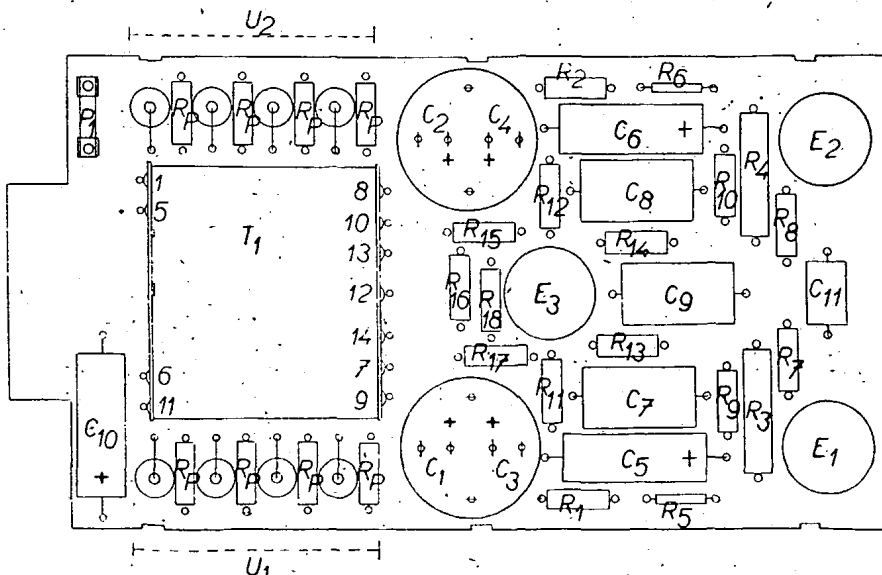 U2
R2
R6
P1
RP
RP
RP
RP
C2
C4
+ +
C6
+
E2
1
5
T1
8
10
13
12
14
7
9
6
11
R12
C8
R10
R4
R8
R15
R14
R16
R18
E3
C9
C11
R17
R13
R7
R11
C7
R9
R3
C10
+
RP
RP
RP
RP
+ +
C1
C3
C5
+
E1
R1
R5
U1